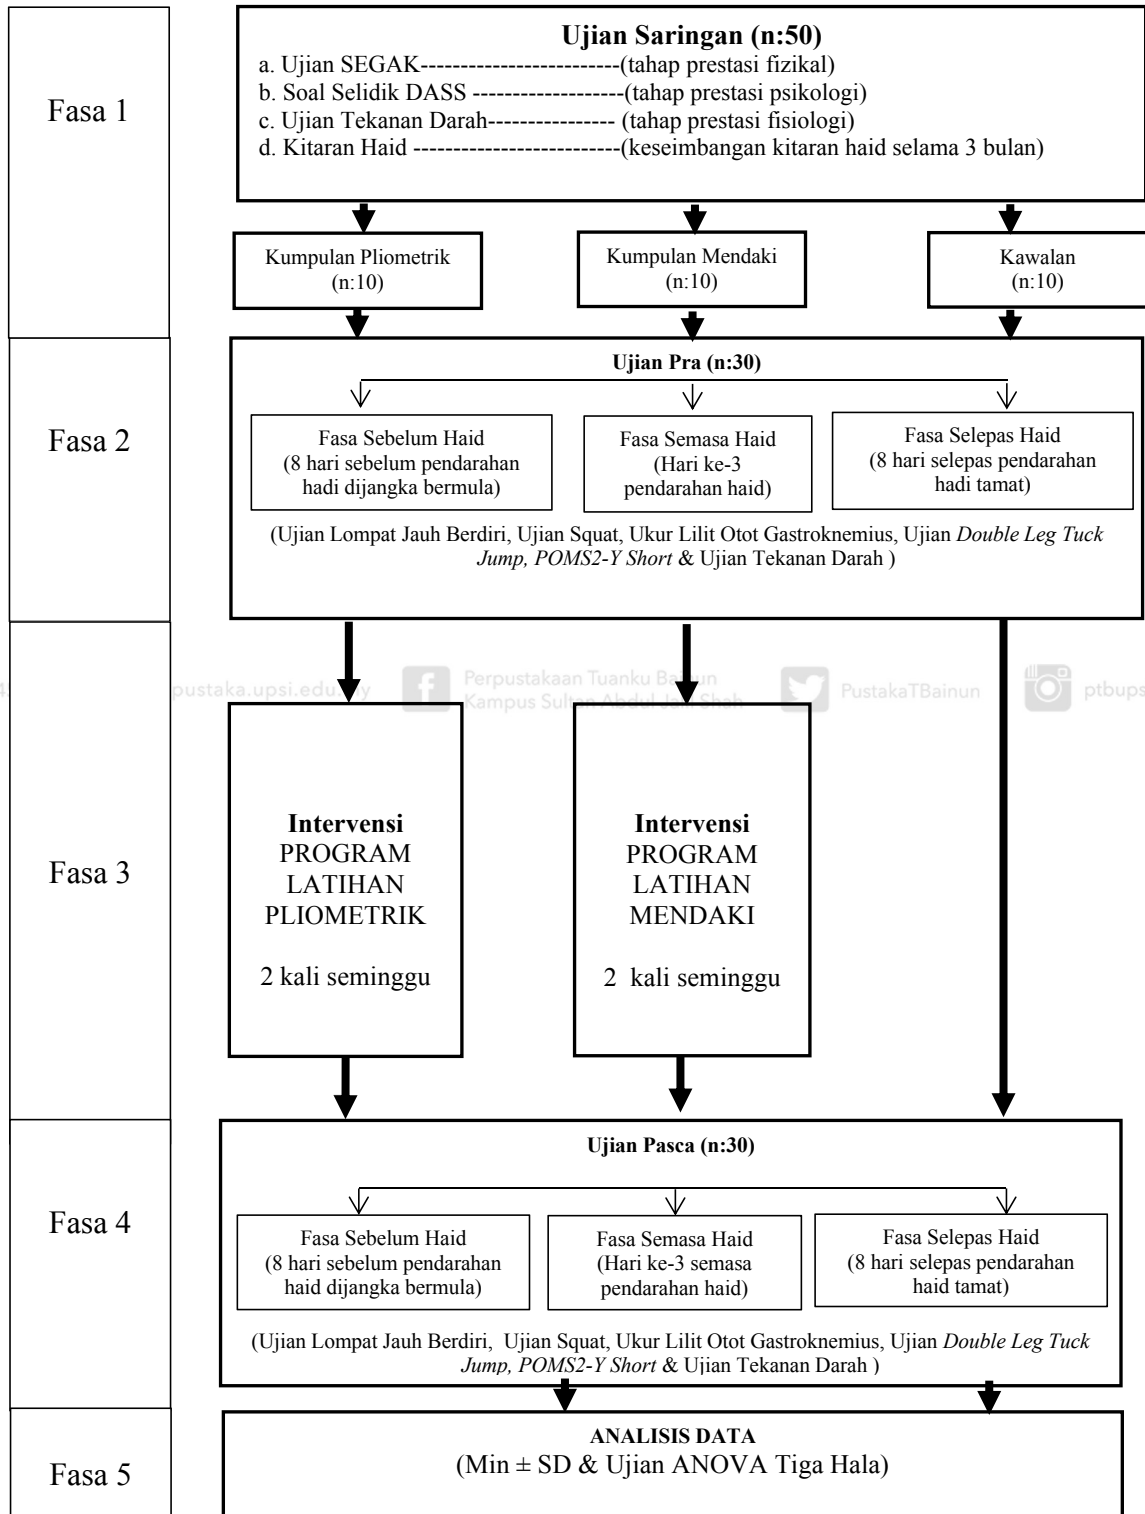 Fasa 1
Ujian Saringan (n:50)
a. Ujian SEGAK-------------------------(tahap prestasi fizikal)
b. Soal Selidik DASS -------------------(tahap prestasi psikologi)
c. Ujian Tekanan Darah---------------- (tahap prestasi fisiologi)
d. Kitaran Haid --------------------------(keseimbangan kitaran haid selama 3 bulan)
Kumpulan Pliometrik
(n:10)
Kumpulan Mendaki
(n:10)
Kawalan
(n:10)
Fasa 2
Ujian Pra (n:30)
Fasa Sebelum Haid
(8 hari sebelum pendarahan
hadi dijangka bermula)
Fasa Semasa Haid
(Hari ke-3
pendarahan haid)
Fasa Selepas Haid
(8 hari selepas pendarahan
hadi tamat)
(Ujian Lompat Jauh Berdiri, Ujian Squat, Ukur Lilit Otot Gastroknemius, Ujian Double Leg Tuck
Jump, POMS2-Y Short & Ujian Tekanan Darah )
pustaka.upsi.edu.my
Perpustakaan Tuanku Bainun
Kampus Sultan Abdul Jalil Shah
PustakaTBainun
ptbups
Fasa 3
Intervensi
PROGRAM
LATIHAN
PLIOMETRIK
2 kali seminggu
Intervensi
PROGRAM
LATIHAN
MENDAKI
2 kali seminggu
Fasa 4
Ujian Pasca (n:30)
Fasa Sebelum Haid
(8 hari sebelum pendarahan
haid dijangka bermula)
Fasa Semasa Haid
(Hari ke-3 semasa
pendarahan haid)
Fasa Selepas Haid
(8 hari selepas pendarahan
haid tamat)
(Ujian Lompat Jauh Berdiri, Ujian Squat, Ukur Lilit Otot Gastroknemius, Ujian Double Leg Tuck
Jump, POMS2-Y Short & Ujian Tekanan Darah )
Fasa 5
ANALISIS DATA
(Min ± SD & Ujian ANOVA Tiga Hala)